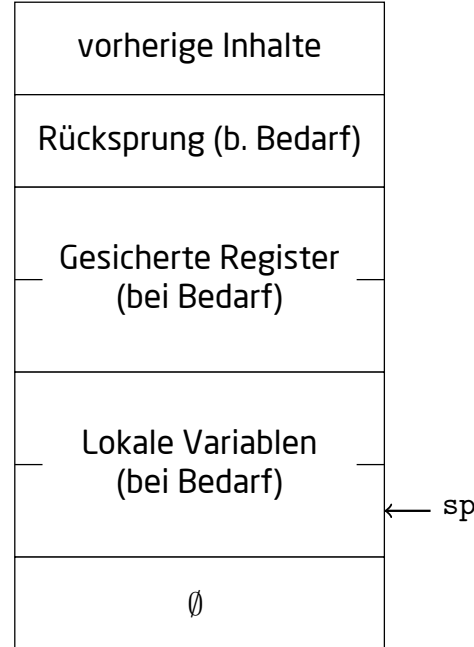 vorherige Inhalte
Rücksprung (b. Bedarf)
Gesicherte Register
(bei Bedarf)
Lokale Variablen
(bei Bedarf)
sp
∅